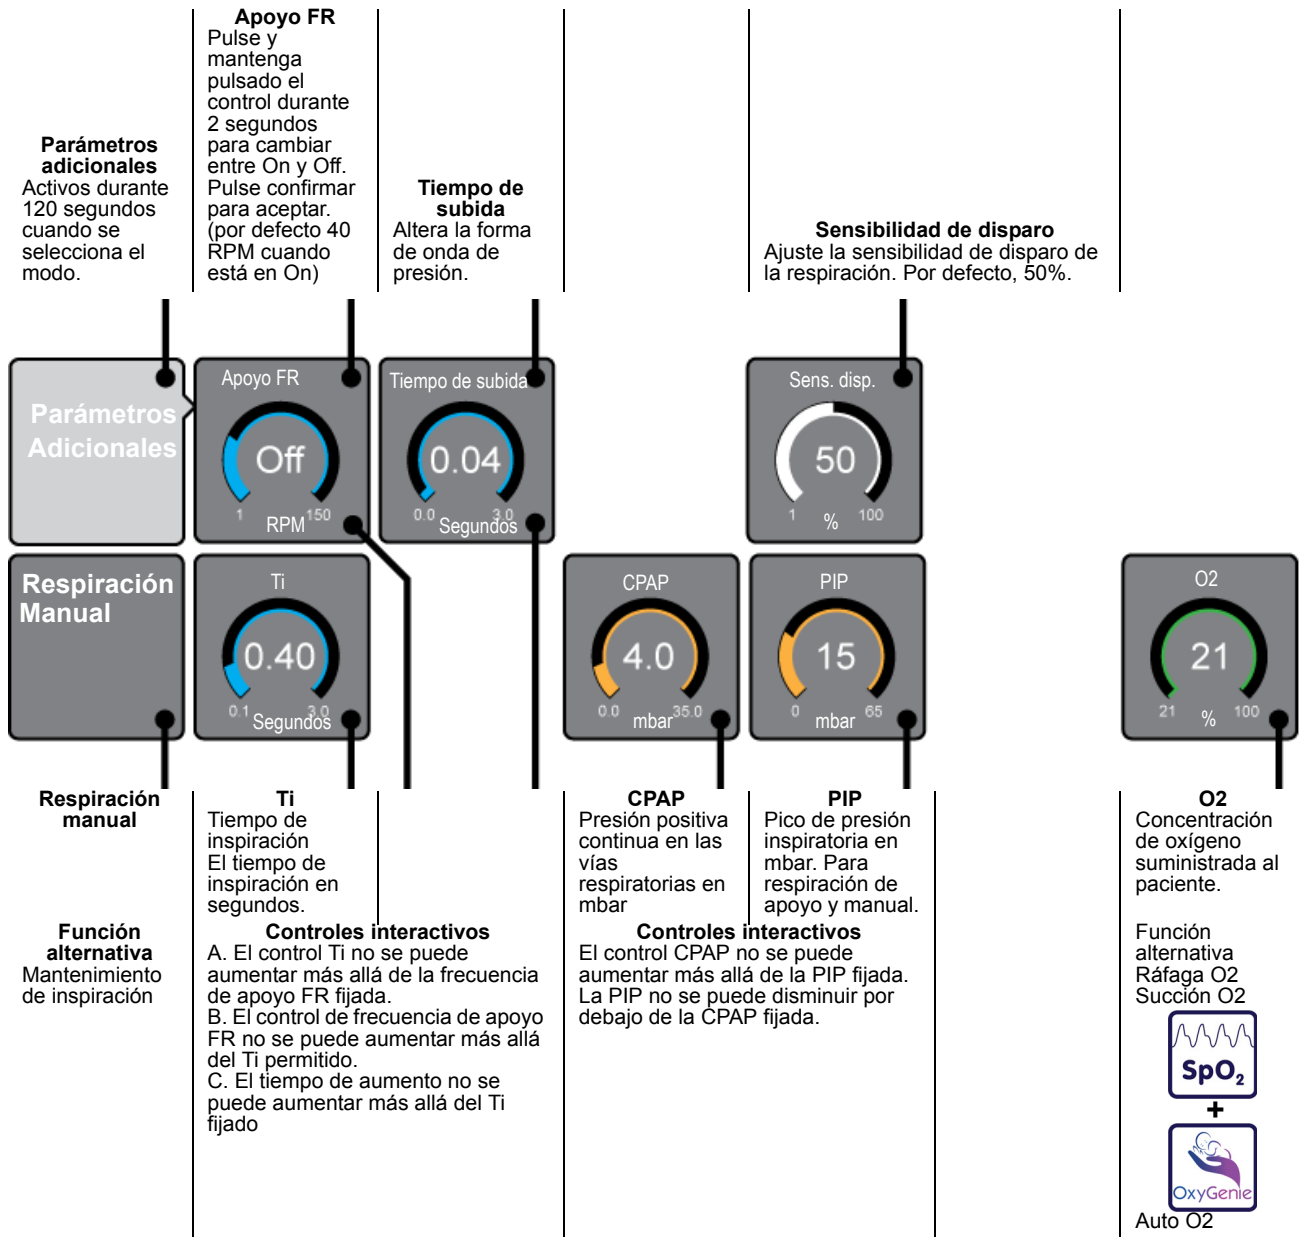 Parámetros
adicionales
Activos durante
120 segundos
cuando se
selecciona el
modo.
Apoyo FR
Pulse y
mantenga
pulsado el
control durante
2 segundos
para cambiar
entre On y Off.
Pulse confirmar
para aceptar.
(por defecto 40
RPM cuando
está en On)
Tiempo de
subida
Altera la forma
de onda de
presión.
Sensibilidad de disparo
Ajuste la sensibilidad de disparo de
la respiración. Por defecto, 50%.
Parámetros
Adicionales
Apoyo FR
Off
1 150
RPM
Tiempo de subida
0.04
0.0 3.0
Segundos
Sens. disp.
50
1 100
%
Respiración
Manual
Ti
0.40
0.1 3.0
Segundos
CPAP
4.0
0.0 35.0
mbar
PIP
15
0 65
mbar
O2
21
21 100
%
Respiración
manual
Función
alternativa
Mantenimiento
de inspiración
Ti
Tiempo de
inspiración
El tiempo de
inspiración en
segundos.
Controles interactivos
A. El control Ti no se puede
aumentar más allá de la frecuencia
de apoyo FR fijada.
B. El control de frecuencia de apoyo
FR no se puede aumentar más allá
del Ti permitido.
C. El tiempo de aumento no se
puede aumentar más allá del Ti
fijado
CPAP
Presión positiva
continua en las
vías
respiratorias en
mbar
PIP
Pico de presión
inspiratoria en
mbar. Para
respiración de
apoyo y manual.
Controles interactivos
El control CPAP no se puede
aumentar más allá de la PIP fijada.
La PIP no se puede disminuir por
debajo de la CPAP fijada.
O2
Concentración
de oxígeno
suministrada al
paciente.
Función
alternativa
Ráfaga O2
Succión O2
SpO₂
+
OxyGenie
Auto O2